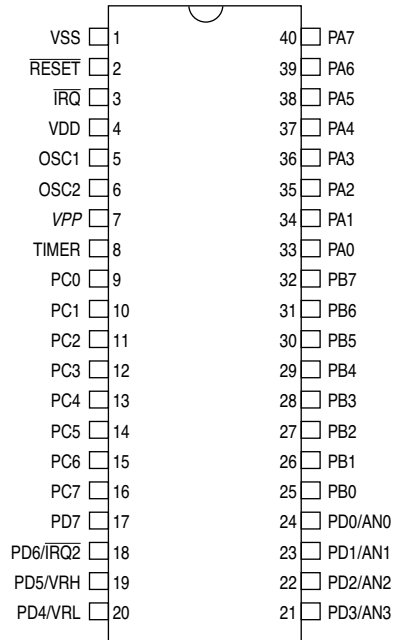 VSS 1 40 PA7
R̅E̅S̅E̅T̅ 2 39 PA6
I̅R̅Q̅ 3 38 PA5
VDD 4 37 PA4
OSC1 5 36 PA3
OSC2 6 35 PA2
VPP 7 34 PA1
TIMER 8 33 PA0
PC0 9 32 PB7
PC1 10 31 PB6
PC2 11 30 PB5
PC3 12 29 PB4
PC4 13 28 PB3
PC5 14 27 PB2
PC6 15 26 PB1
PC7 16 25 PB0
PD7 17 24 PD0/AN0
PD6/I̅R̅Q̅2̅ 18 23 PD1/AN1
PD5/VRH 19 22 PD2/AN2
PD4/VRL 20 21 PD3/AN3